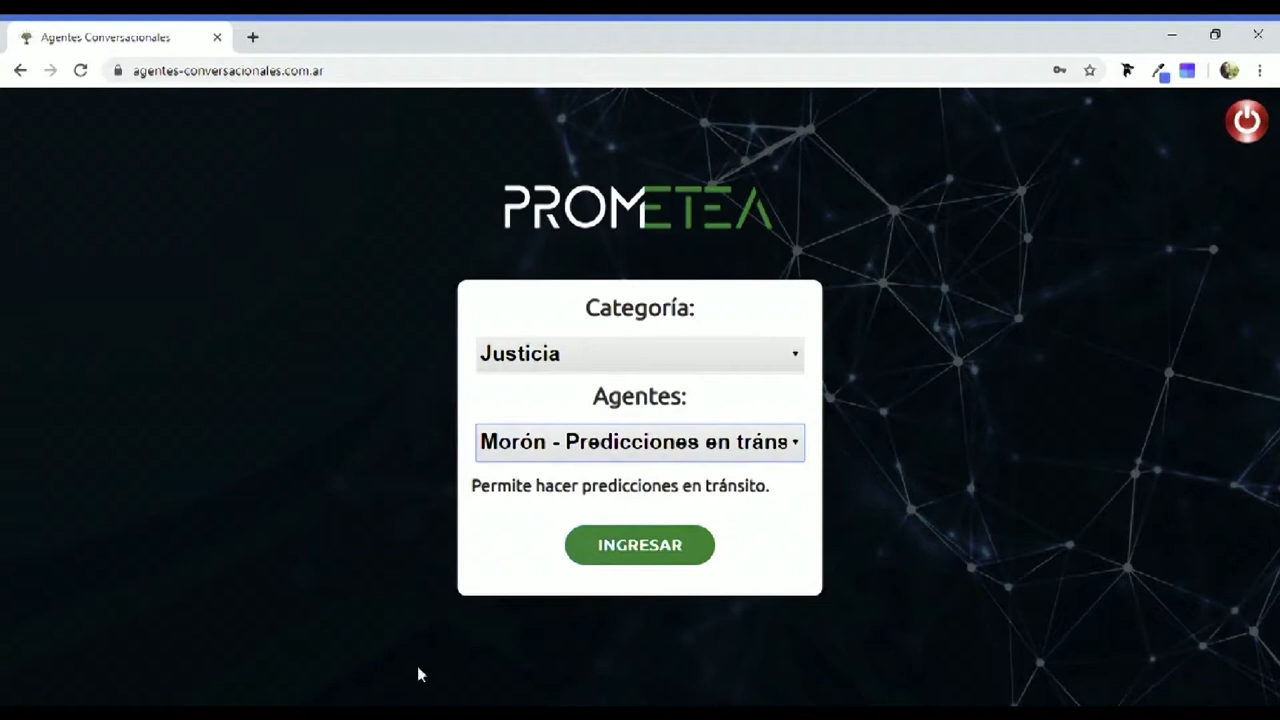 Agentes Conversacionales
agentes-conversacionales.com.ar
PROMETEA
Categoría:
Justicia
Agentes:
Morón - Predicciones en tráns
Permite hacer predicciones en tránsito.
INGRESAR